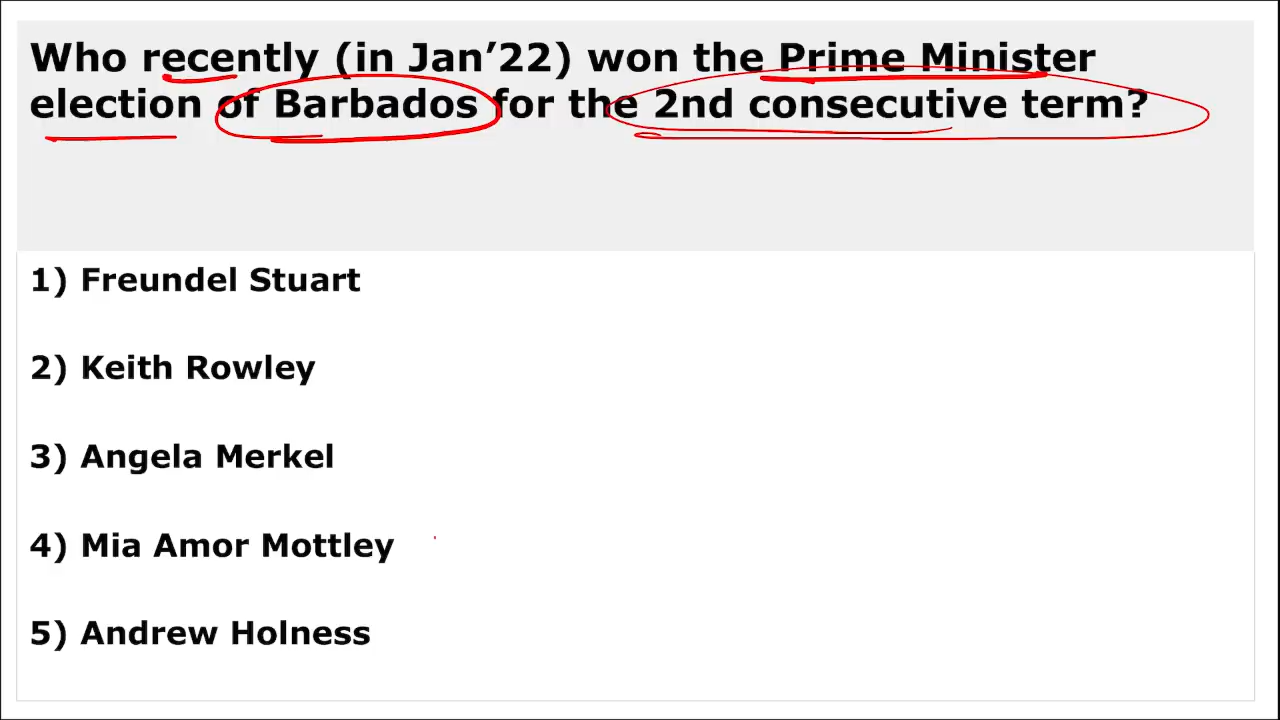 Who recently (in Jan’22) won the Prime Minister
election of Barbados for the 2nd consecutive term?
1) Freundel Stuart
2) Keith Rowley
3) Angela Merkel
4) Mia Amor Mottley
5) Andrew Holness